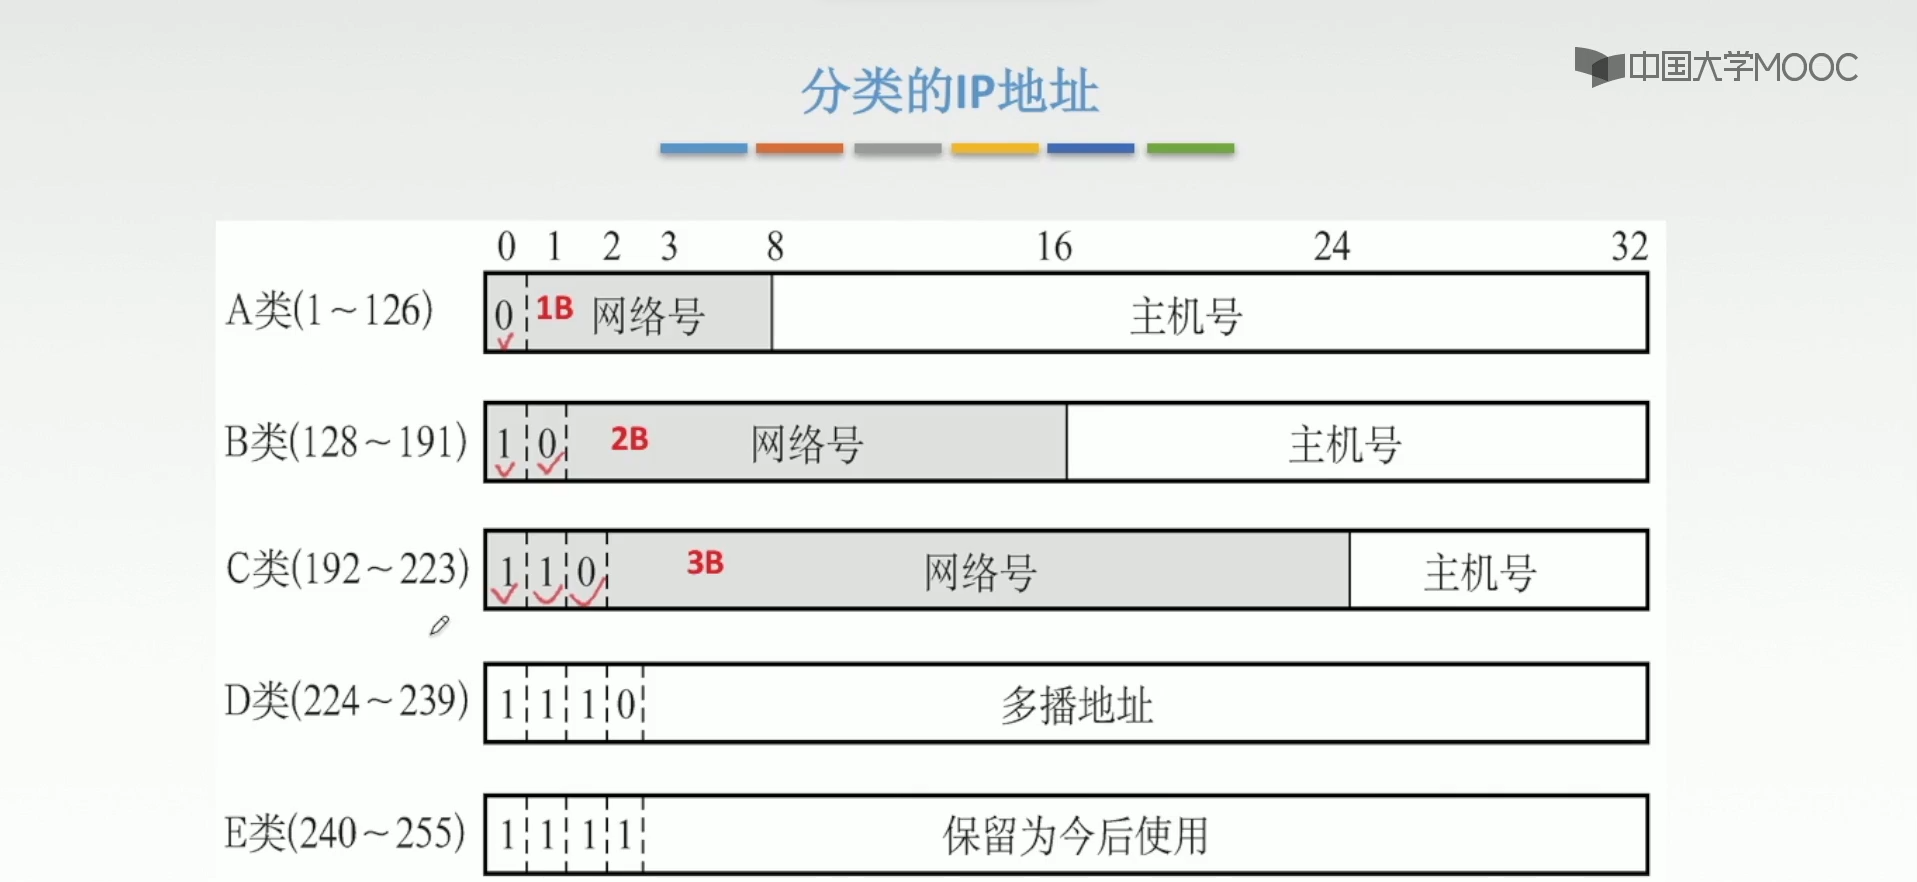 中国大学MOOC
分类的IP地址
0 1 2 3 8 16 24 32
A类(1～126) 0 1B 网络号 主机号
B类(128～191) 1 0 2B 网络号 主机号
C类(192～223) 1 1 0 3B 网络号 主机号
D类(224～239) 1 1 1 0 多播地址
E类(240～255) 1 1 1 1 保留为今后使用